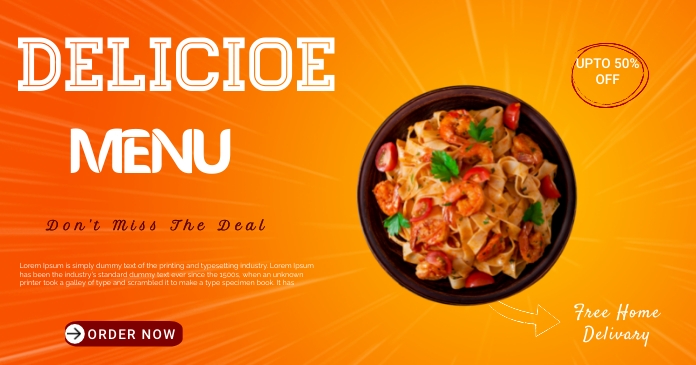 DELICIOE
MENU
UPTO 50%
OFF
Don't Miss The Deal
Lorem Ipsum is simply dummy text of the printing and typesetting industry. Lorem Ipsum
has been the industry's standard dummy text ever since the 1500s, when an unknown
printer took a galley of type and scrambled it to make a type specimen book. It has
ORDER NOW
Free Home
Delivary